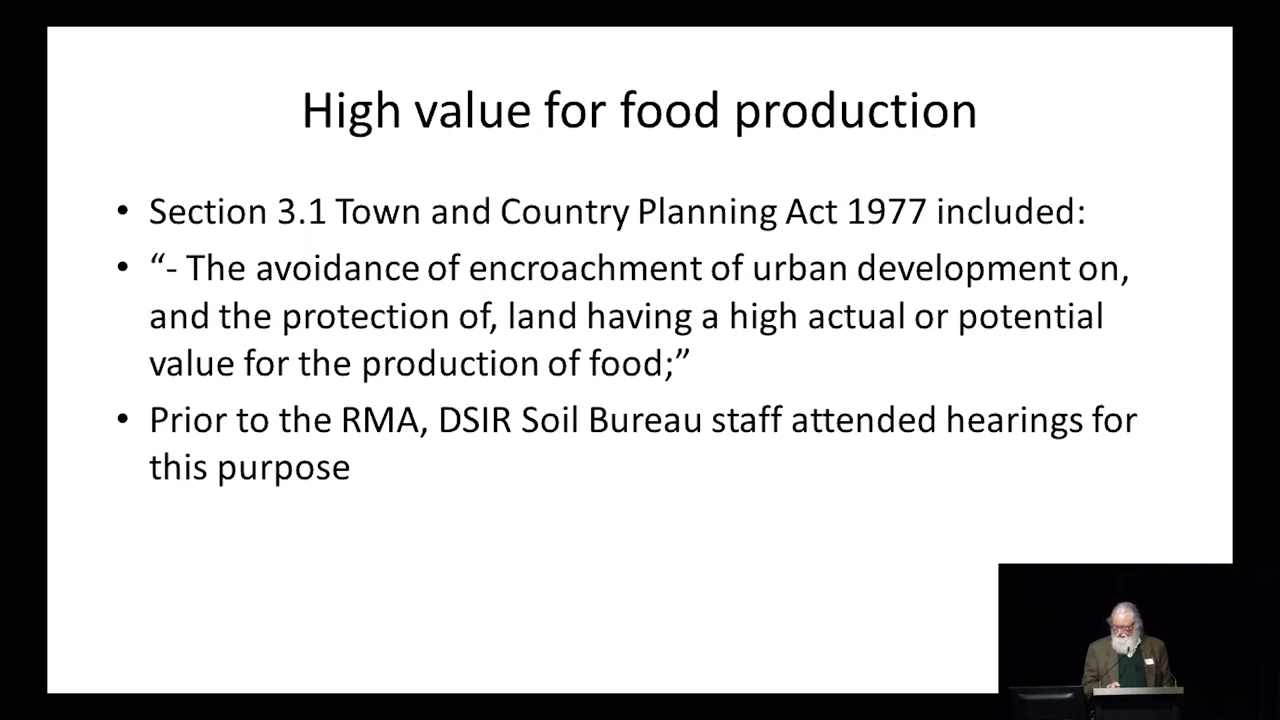 High value for food production
• Section 3.1 Town and Country Planning Act 1977 included:
• “- The avoidance of encroachment of urban development on,
and the protection of, land having a high actual or potential
value for the production of food;”
• Prior to the RMA, DSIR Soil Bureau staff attended hearings for
this purpose